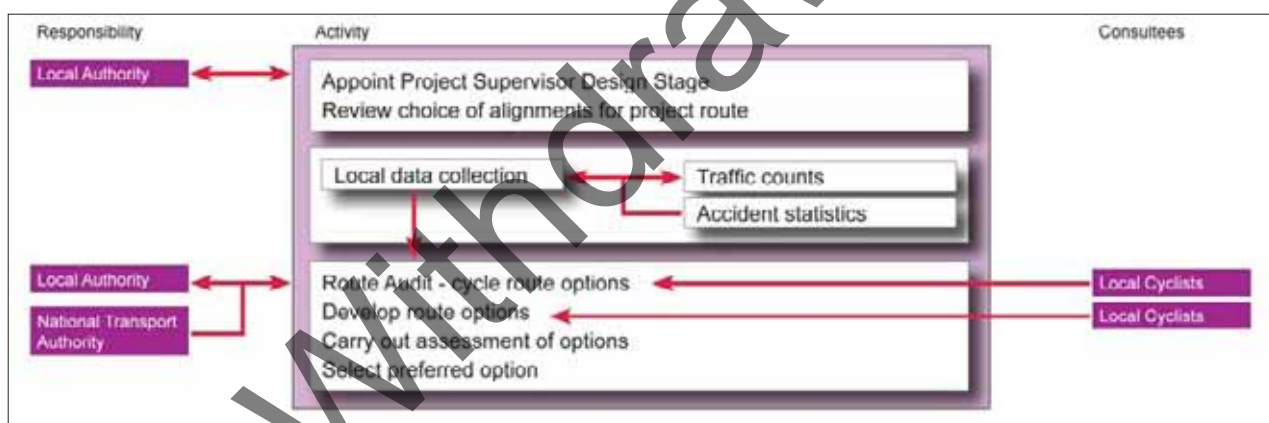 Responsibility
Activity
Consultees
Local Authority
Appoint Project Supervisor Design Stage
Review choice of alignments for project route
Local data collection
Traffic counts
Accident statistics
Local Authority
National Transport
Authority
Route Audit - cycle route options
Develop route options
Carry out assessment of options
Select preferred option
Local Cyclists
Local Cyclists